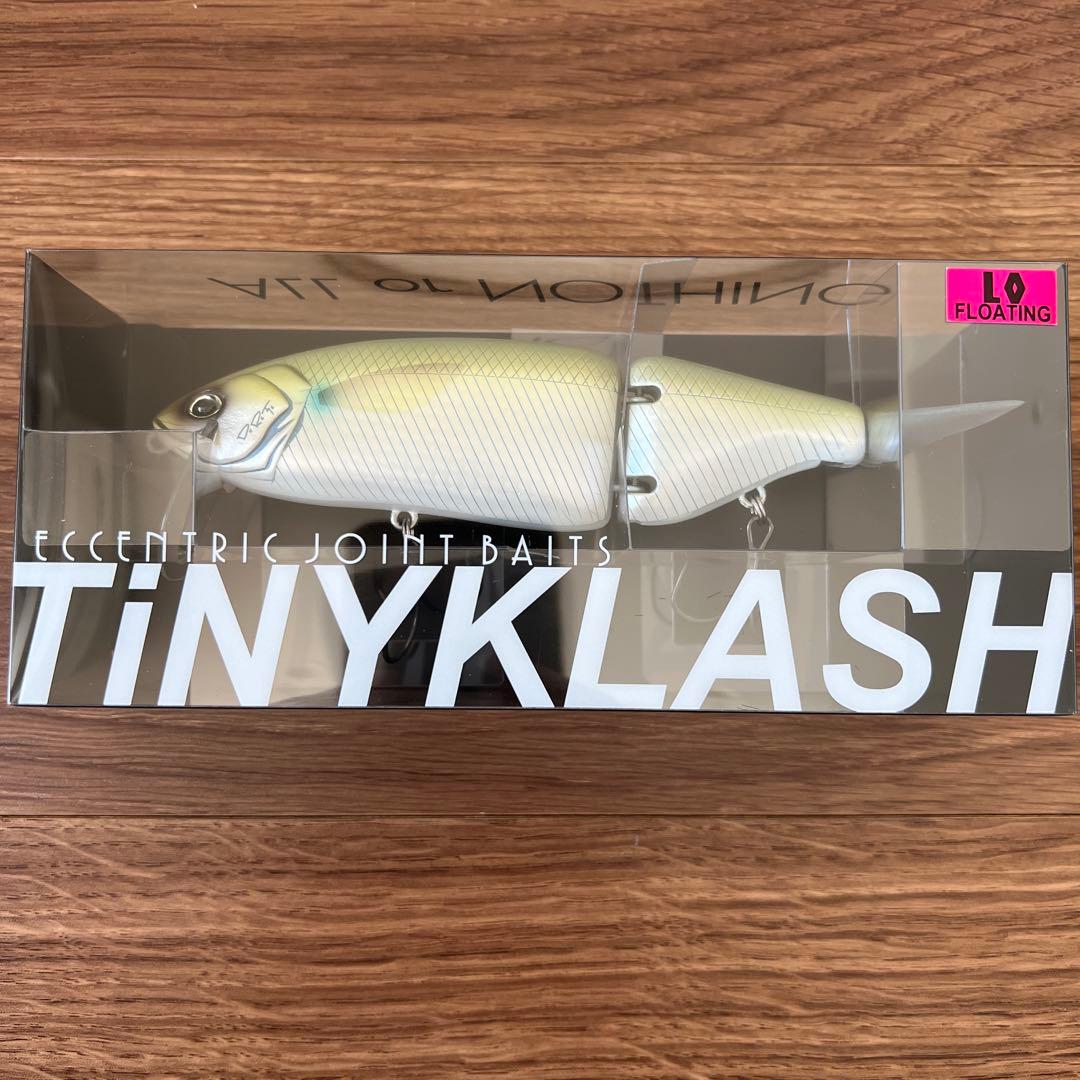 ALL or NOTHING
LO
FLOATING
D.R.T.
ECCENTRIC JOINT BAITS
TiNYKLASH